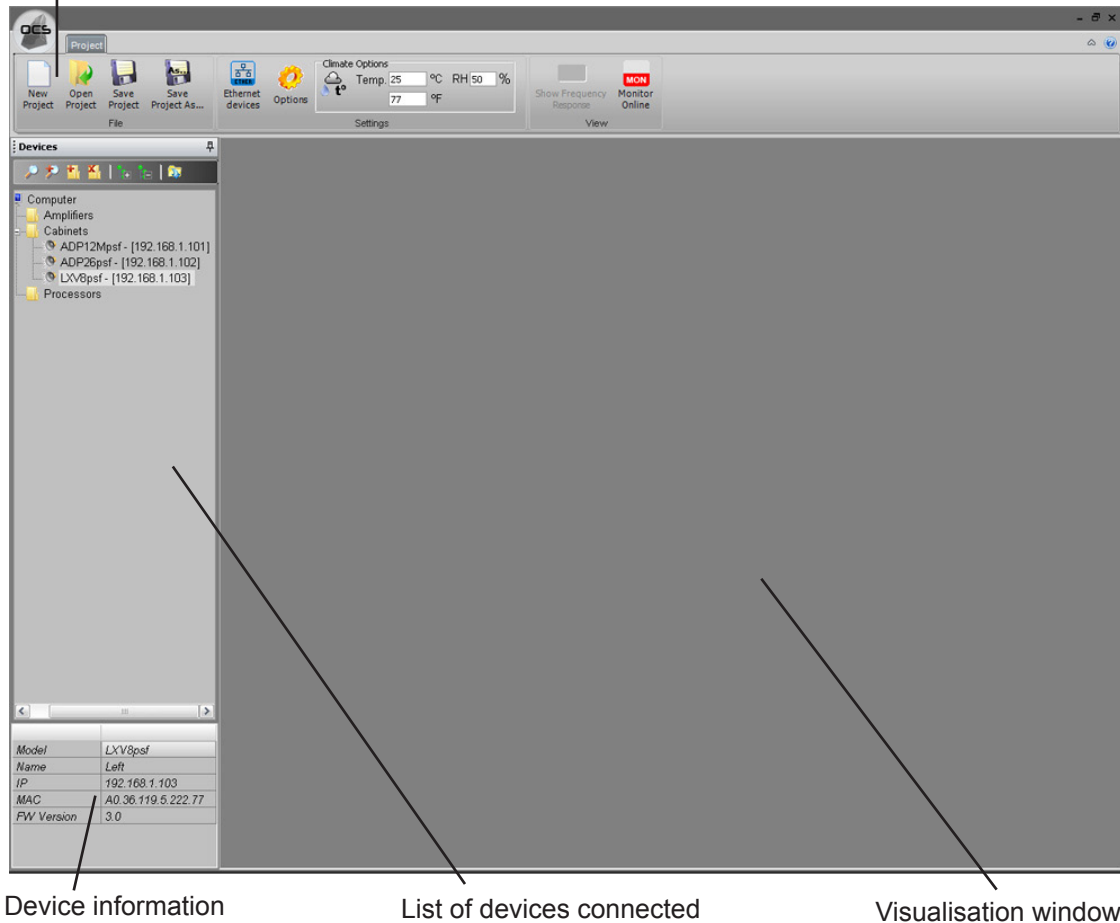 OCS
Project
New Project
Open Project
Save Project
As...
Save Project As...
File
ETHER
Ethernet devices
Options
Climate Options
t°
Temp. 25 ºC RH 50 %
77 ºF
Settings
Show Frequency Response
MON
Monitor Online
View
Devices
Computer
Amplifiers
Cabinets
ADP12Mpsf - [192.168.1.101]
ADP26psf - [192.168.1.102]
LXV8psf - [192.168.1.103]
Processors
Model LXV8psf
Name Left
IP 192.168.1.103
MAC A0.36.119.5.222.77
FW Version 3.0
Device information
List of devices connected
Visualisation window